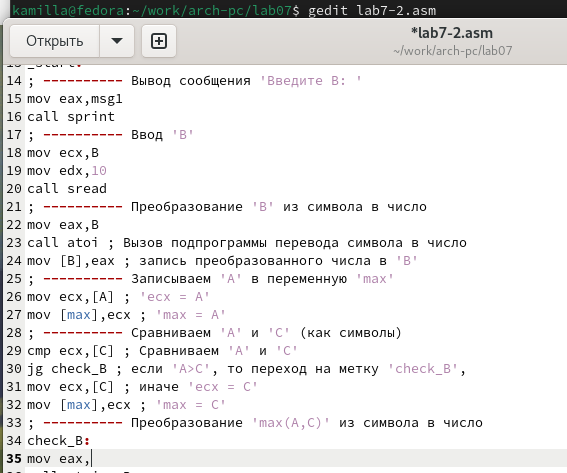 kamilla@fedora:~/work/arch-pc/lab07$ gedit lab7-2.asm
Открыть
*lab7-2.asm
~/work/arch-pc/lab07
13 _start:
14 ; ---------- Вывод сообщения 'Введите B: '
15 mov eax,msg1
16 call sprint
17 ; ---------- Ввод 'B'
18 mov ecx,B
19 mov edx,10
20 call sread
21 ; ---------- Преобразование 'B' из символа в число
22 mov eax,B
23 call atoi ; Вызов подпрограммы перевода символа в число
24 mov [B],eax ; запись преобразованного числа в 'B'
25 ; ---------- Записываем 'A' в переменную 'max'
26 mov ecx,[A] ; 'ecx = A'
27 mov [max],ecx ; 'max = A'
28 ; ---------- Сравниваем 'A' и 'С' (как символы)
29 cmp ecx,[C] ; Сравниваем 'A' и 'С'
30 jg check_B ; если 'A>C', то переход на метку 'check_B',
31 mov ecx,[C] ; иначе 'ecx = C'
32 mov [max],ecx ; 'max = C'
33 ; ---------- Преобразование 'max(A,C)' из символа в число
34 check_B:
35 mov eax,